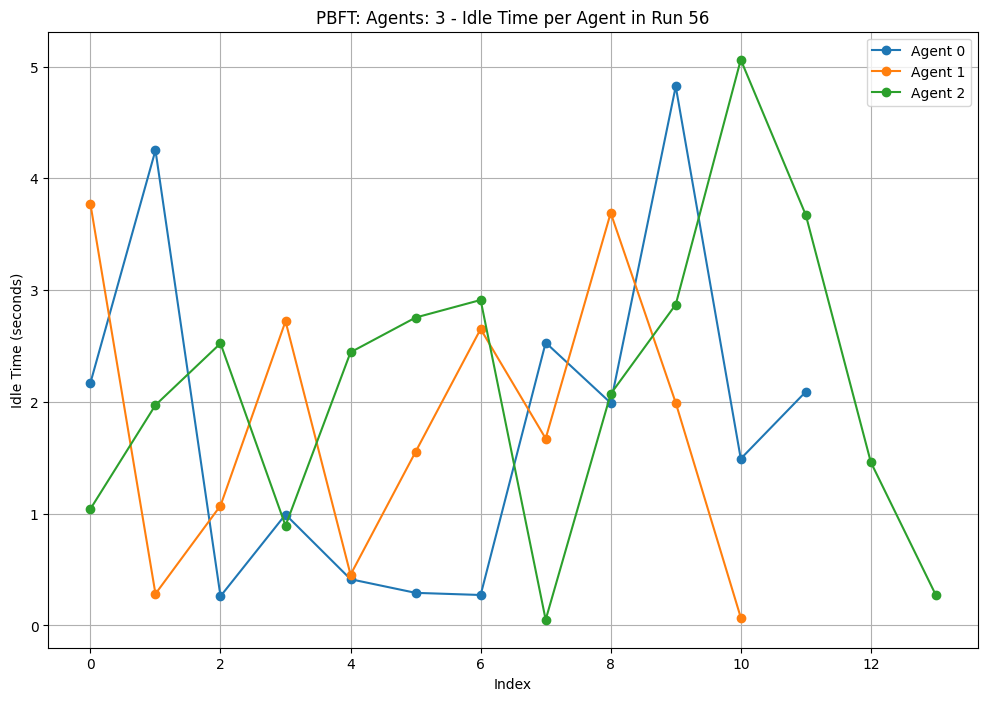 PBFT: Agents: 3 - Idle Time per Agent in Run 56
Agent 0
Agent 1
Agent 2
Idle Time (seconds)
5
4
3
2
1
0
0 2 4 6 8 10 12
Index